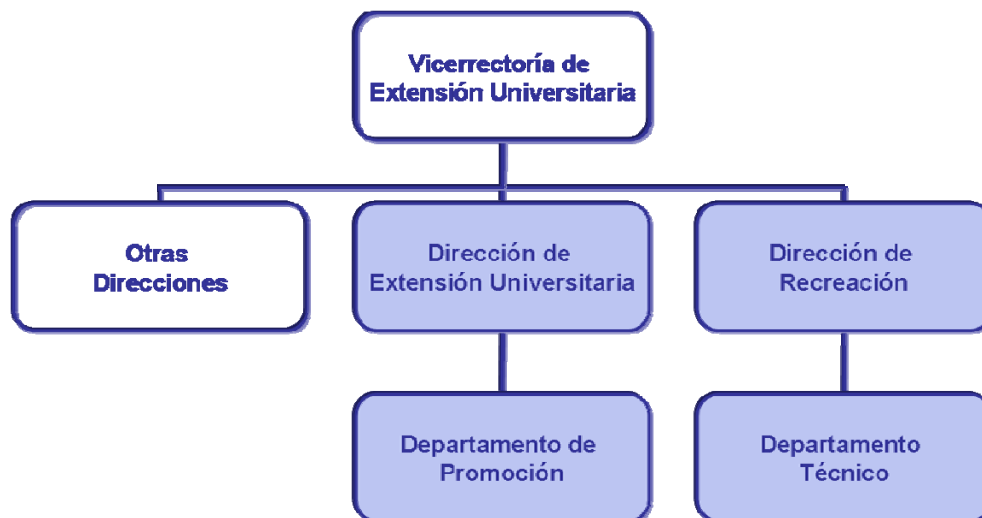 Vicerrectoría de
Extensión Universitaria
Otras
Direcciones
Dirección de
Extensión Universitaria
Dirección de
Recreación
Departamento de
Promoción
Departamento
Técnico